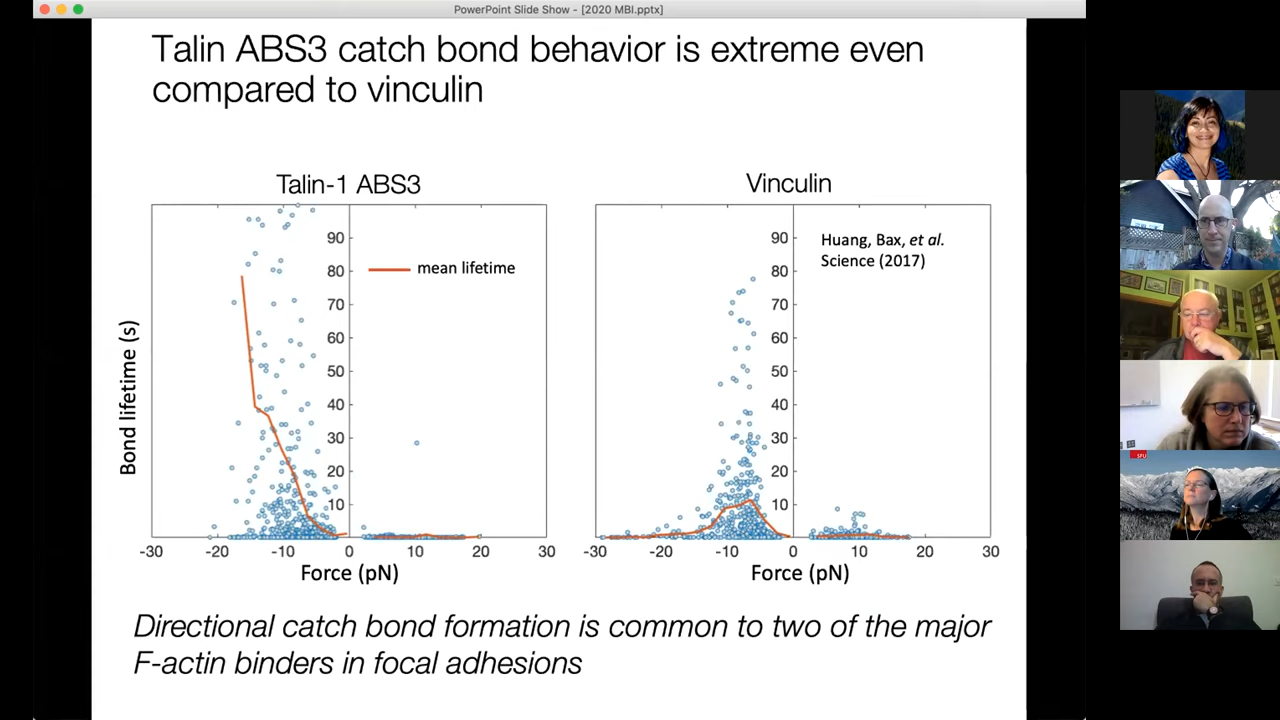 PowerPoint Slide Show - [2020 MBI.pptx]
Talin ABS3 catch bond behavior is extreme even
compared to vinculin
Talin-1 ABS3
Bond lifetime (s)
90
80
70
60
50
40
30
20
10
mean lifetime
-30 -20 -10 0 10 20 30
Force (pN)
Vinculin
90
80
70
60
50
40
30
20
10
Huang, Bax, et al.
Science (2017)
-30 -20 -10 0 10 20 30
Force (pN)
Directional catch bond formation is common to two of the major
F-actin binders in focal adhesions
SFU